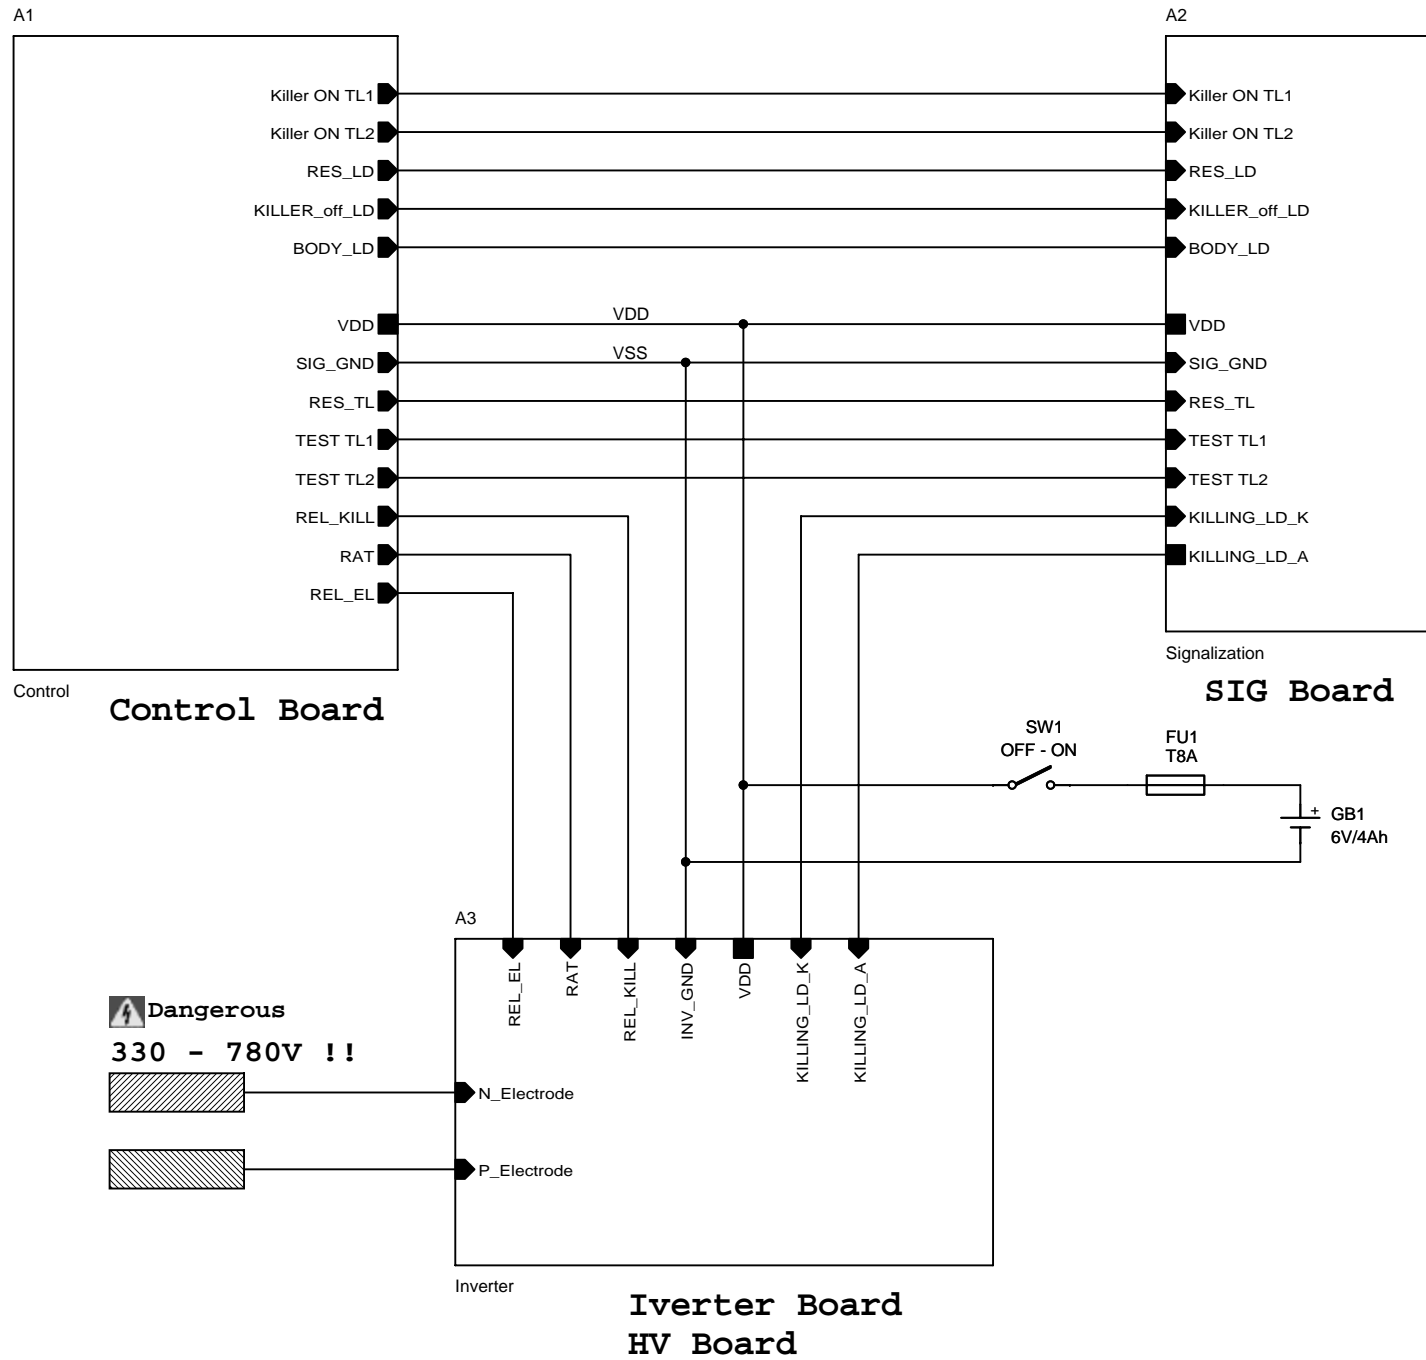 A1
A2
Killer ON TL1
Killer ON TL2
RES_LD
KILLER_off_LD
BODY_LD
VDD
SIG_GND
RES_TL
TEST TL1
TEST TL2
REL_KILL
RAT
REL_EL
VDD
VSS
Killer ON TL1
Killer ON TL2
RES_LD
KILLER_off_LD
BODY_LD
VDD
SIG_GND
RES_TL
TEST TL1
TEST TL2
KILLING_LD_K
KILLING_LD_A
Control
Control Board
Signalization
SIG Board
SW1
OFF - ON
FU1
T8A
+
GB1
6V/4Ah
A3
REL_EL
RAT
REL_KILL
INV_GND
VDD
KILLING_LD_K
KILLING_LD_A
Dangerous
330 - 780V !!
N_Electrode
P_Electrode
Inverter
Iverter Board
HV Board